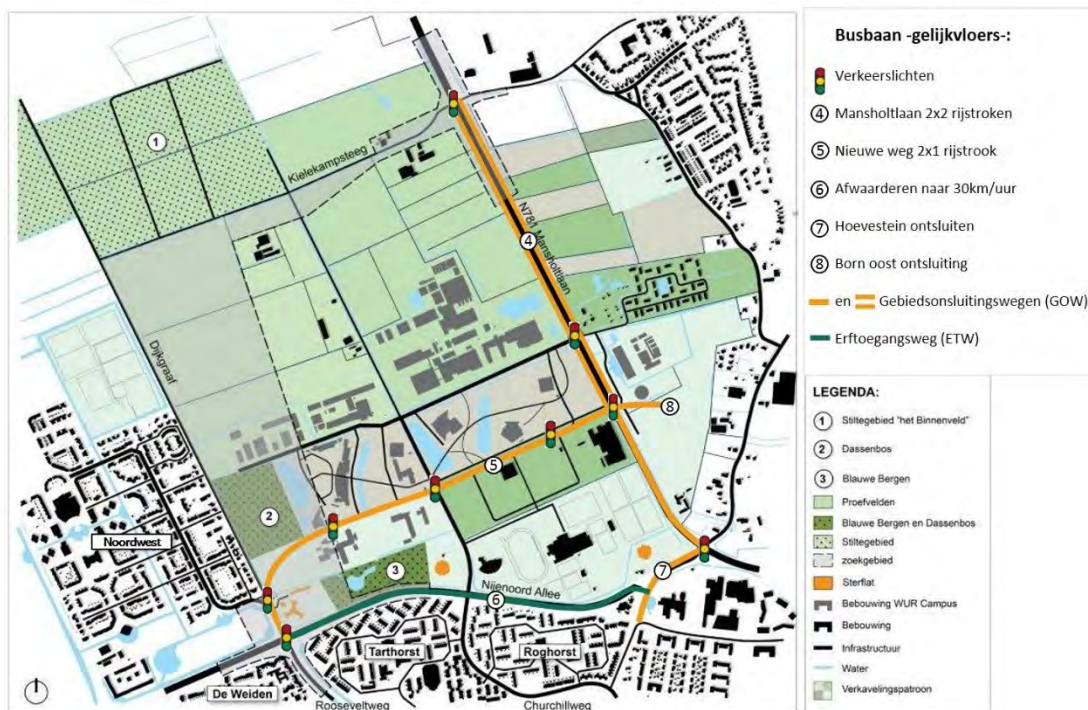 1
Kielekampsteeg
N781 Mansholtlaan
4
Dijkgraaf
8
5
2
Noordwest
3
7
Nijenoord Allee
6
Tarthorst
Roghorst
De Weiden
Rooseveltweg
Churchillweg
Busbaan -gelijkvloers-:
Verkeerslichten
4 Mansholtlaan 2x2 rijstroken
5 Nieuwe weg 2x1 rijstrook
6 Afwaarderen naar 30km/uur
7 Hoevestein ontsluiten
8 Born oost ontsluiting
en Gebiedsonsluitingswegen (GOW)
Erftoegangsweg (ETW)
LEGENDA:
1 Stiltegebied "het Binnenveld"
2 Dassenbos
3 Blauwe Bergen
Proefvelden
Blauwe Bergen en Dassenbos
Stiltegebied
zoekgebied
Sterflat
Bebouwing WUR Campus
Bebouwing
Infrastructuur
Water
Verkavelingspatroon